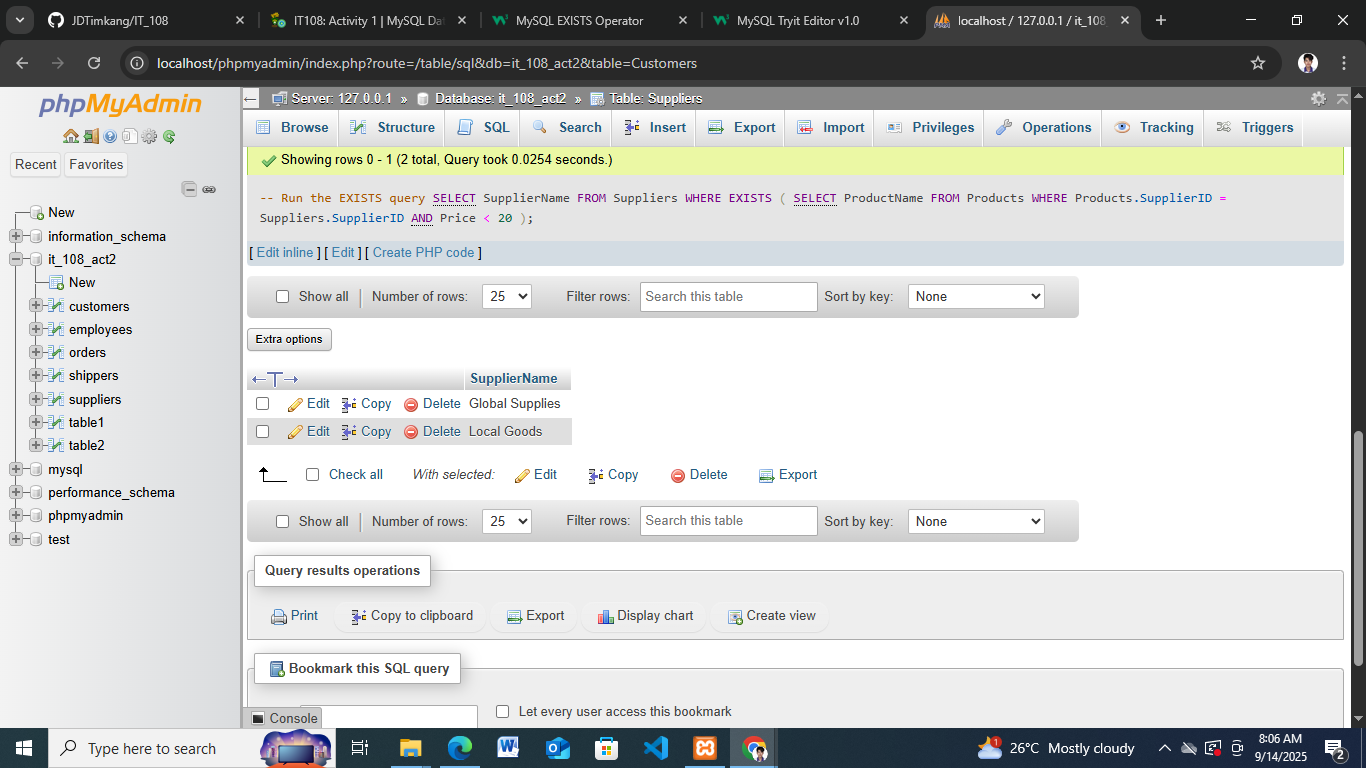 JDTimkang/IT_108
IT108: Activity 1 | MySQL Dat
MySQL EXISTS Operator
MySQL Tryit Editor v1.0
localhost / 127.0.0.1 / it_108
localhost/phpmyadmin/index.php?route=/table/sql&db=it_108_act2&table=Customers
phpMyAdmin
Recent Favorites
New
information_schema
it_108_act2
New
customers
employees
orders
shippers
suppliers
table1
table2
mysql
performance_schema
phpmyadmin
test
Server: 127.0.0.1 » Database: it_108_act2 » Table: Suppliers
Browse Structure SQL Search Insert Export Import Privileges Operations Tracking Triggers
Showing rows 0 - 1 (2 total, Query took 0.0254 seconds.)
-- Run the EXISTS query SELECT SupplierName FROM Suppliers WHERE EXISTS ( SELECT ProductName FROM Products WHERE Products.SupplierID =
Suppliers.SupplierID AND Price < 20 );
[ Edit inline ] [ Edit ] [ Create PHP code ]
Show all | Number of rows: 25 Filter rows: Search this table Sort by key: None
Extra options
←T→ SupplierName
Edit Copy Delete Global Supplies
Edit Copy Delete Local Goods
Check all With selected: Edit Copy Delete Export
Show all | Number of rows: 25 Filter rows: Search this table Sort by key: None
Query results operations
Print Copy to clipboard Export Display chart Create view
Bookmark this SQL query
Let every user access this bookmark
Console
Type here to search
1
26°C Mostly cloudy
8:06 AM
9/14/2025
2